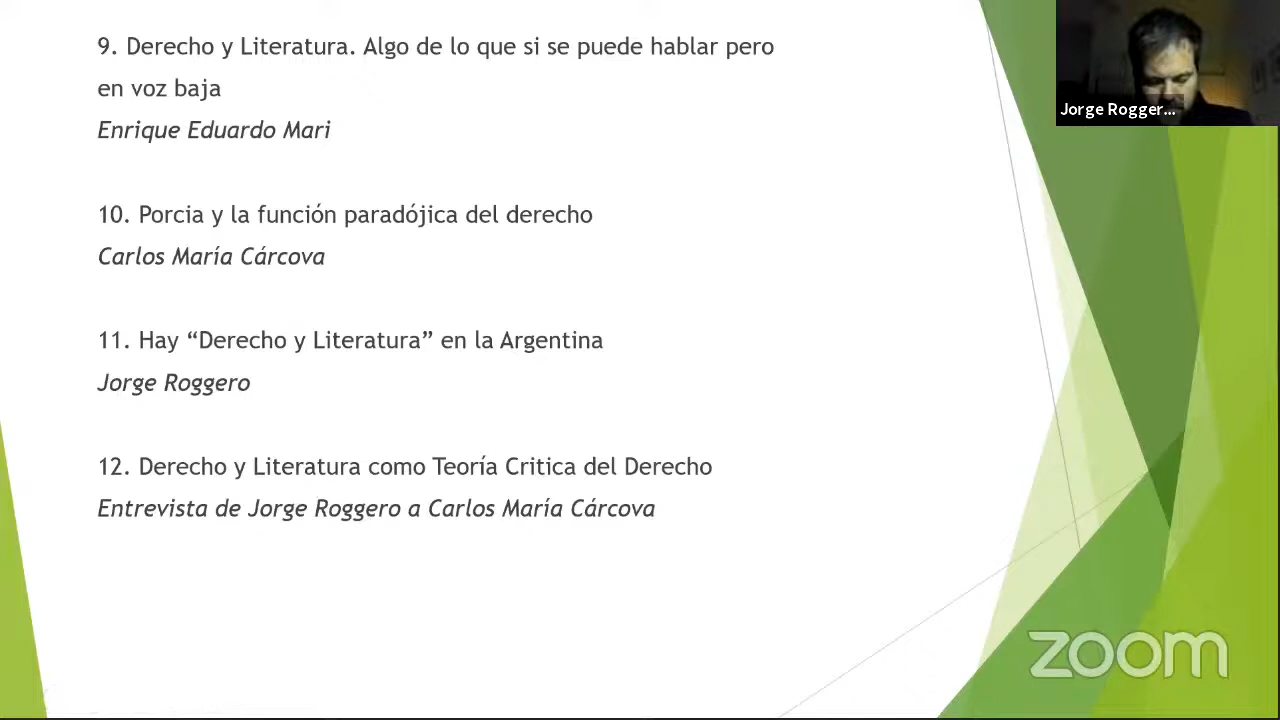 9. Derecho y Literatura. Algo de lo que si se puede hablar pero
en voz baja
Enrique Eduardo Mari
10. Porcia y la función paradójica del derecho
Carlos María Cárcova
11. Hay “Derecho y Literatura” en la Argentina
Jorge Roggero
12. Derecho y Literatura como Teoría Critica del Derecho
Entrevista de Jorge Roggero a Carlos María Cárcova
Jorge Rogger...
zoom